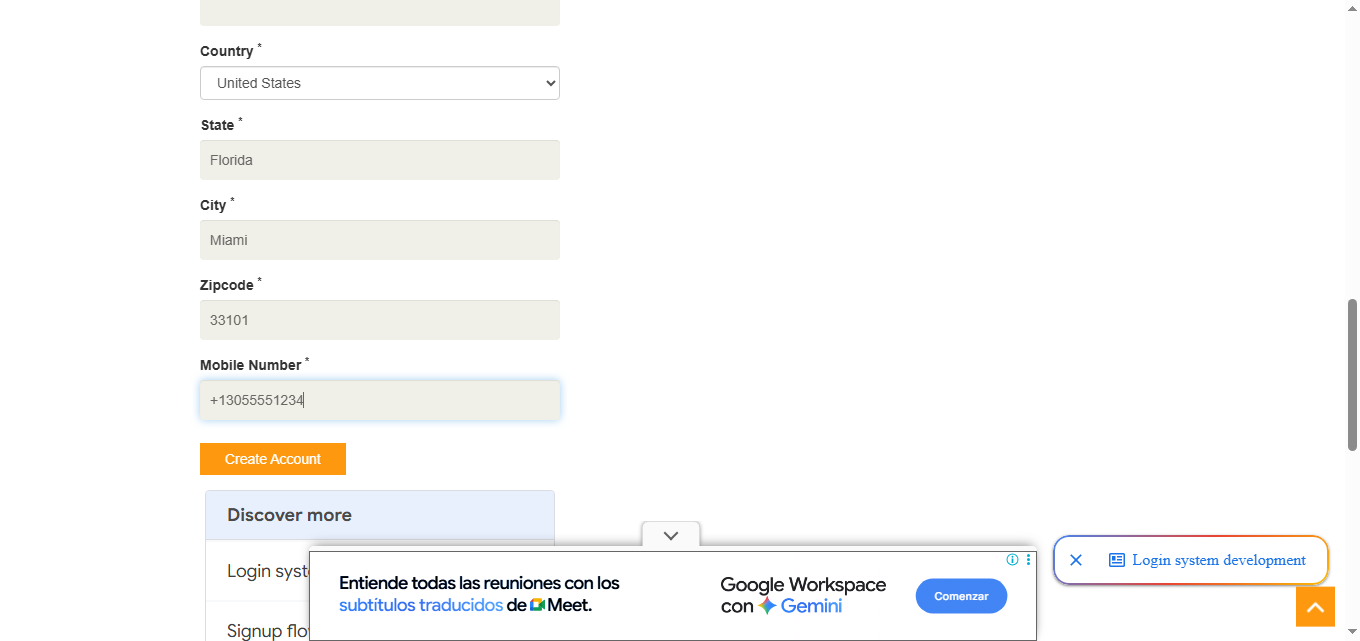 Country *
United States
State *
Florida
City *
Miami
Zipcode *
33101
Mobile Number *
+13055551234
Create Account
Discover more
Login syst
Signup flo
Entiende todas las reuniones con los
subtítulos traducidos de Meet.
Google Workspace
con Gemini
Comenzar
Login system development